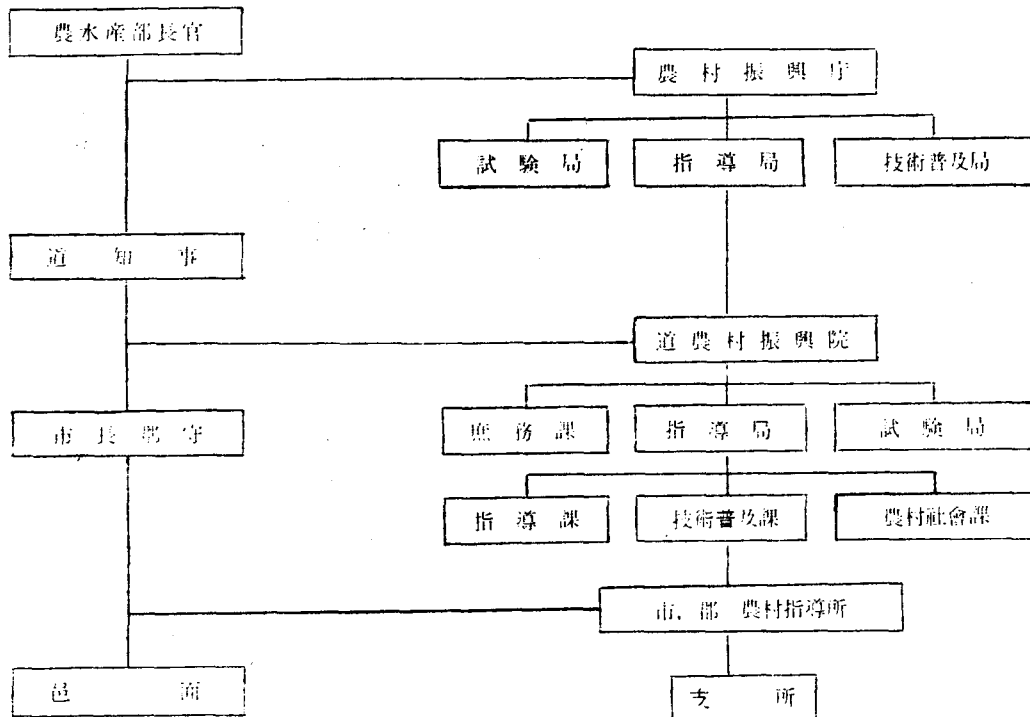 農水産部長官
農村振興庁
試験局
指導局
技術普及局
道知事
道農村振興院
市長郡守
庶務課
指導局
試験局
指導課
技術普及課
農村社會課
市, 郡 農村指導所
邑面
支所